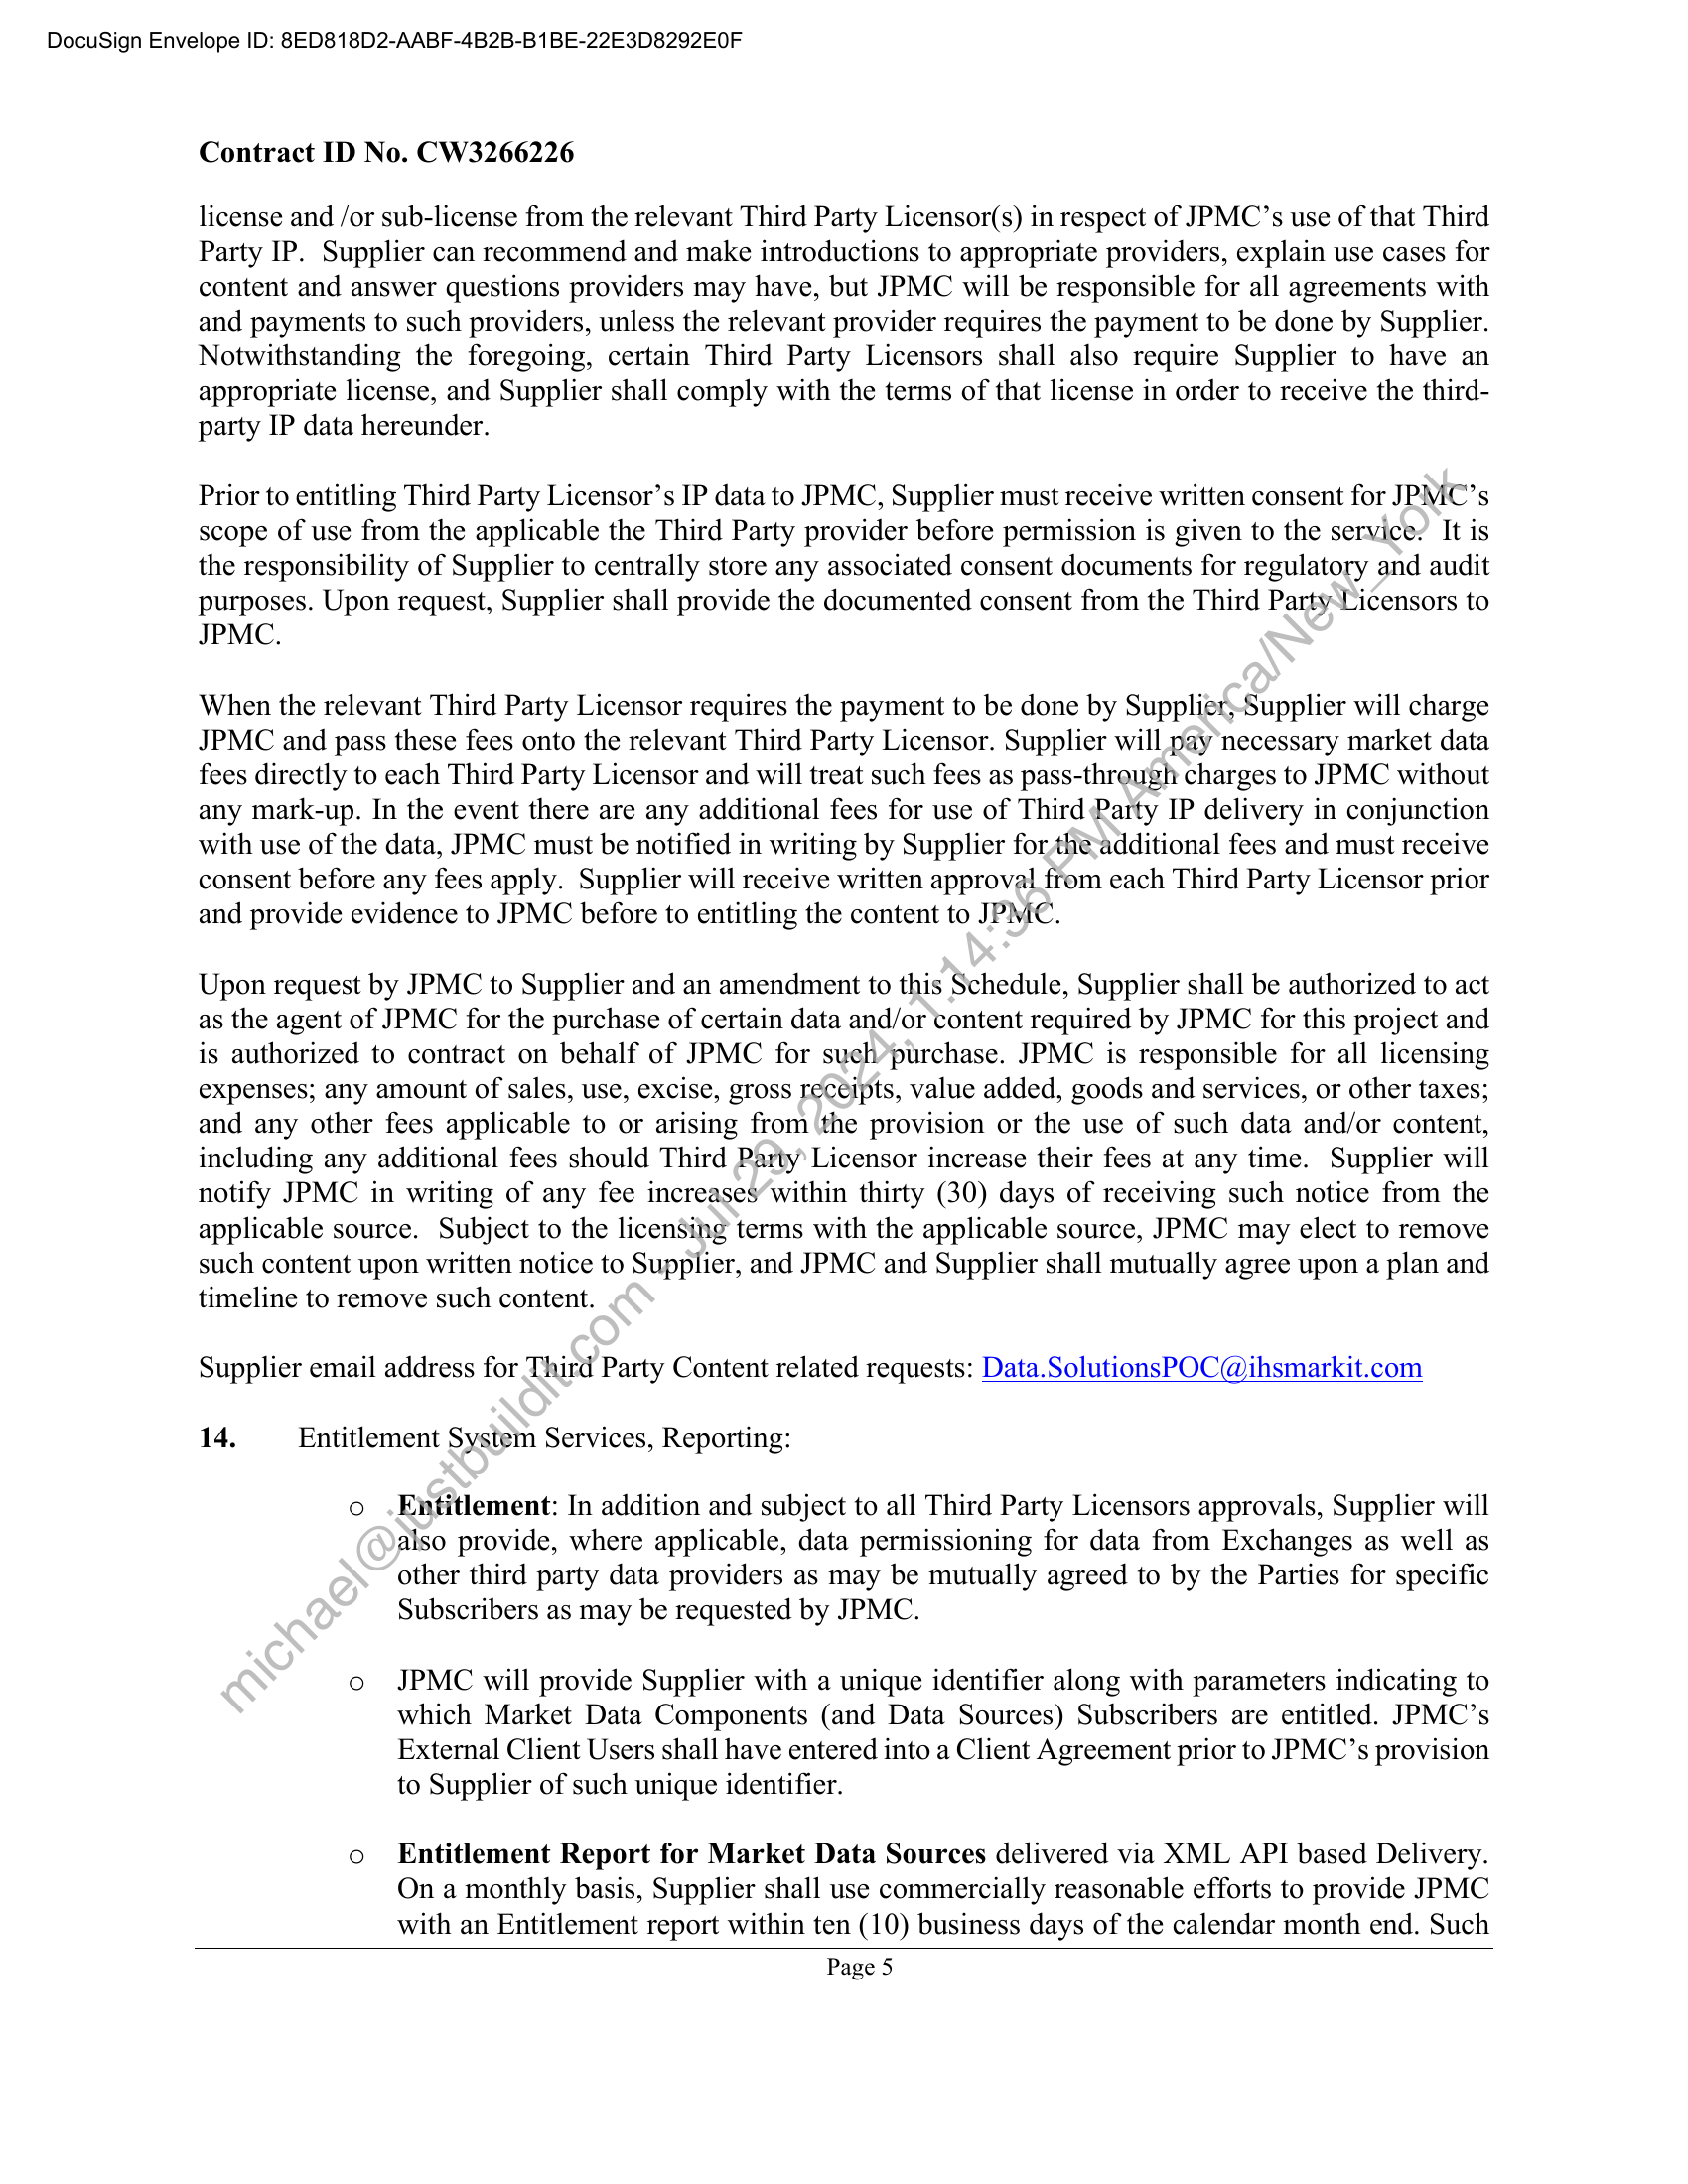 DocuSign Envelope ID: 8ED818D2-AABF-4B2B-B1BE-22E3D8292E0F
Contract ID No. CW3266226
license and /or sub-license from the relevant Third Party Licensor(s) in respect of JPMC’s use of that Third
Party IP.  Supplier can recommend and make introductions to appropriate providers, explain use cases for
content and answer questions providers may have, but JPMC will be responsible for all agreements with
and payments to such providers, unless the relevant provider requires the payment to be done by Supplier.
Notwithstanding the foregoing, certain Third Party Licensors shall also require Supplier to have an
appropriate license, and Supplier shall comply with the terms of that license in order to receive the third-
party IP data hereunder.
Prior to entitling Third Party Licensor’s IP data to JPMC, Supplier must receive written consent for JPMC’s
scope of use from the applicable the Third Party provider before permission is given to the service.  It is
the responsibility of Supplier to centrally store any associated consent documents for regulatory and audit
purposes. Upon request, Supplier shall provide the documented consent from the Third Party Licensors to
JPMC.
When the relevant Third Party Licensor requires the payment to be done by Supplier, Supplier will charge
JPMC and pass these fees onto the relevant Third Party Licensor. Supplier will pay necessary market data
fees directly to each Third Party Licensor and will treat such fees as pass-through charges to JPMC without
any mark-up. In the event there are any additional fees for use of Third Party IP delivery in conjunction
with use of the data, JPMC must be notified in writing by Supplier for the additional fees and must receive
consent before any fees apply.  Supplier will receive written approval from each Third Party Licensor prior
and provide evidence to JPMC before to entitling the content to JPMC.
Upon request by JPMC to Supplier and an amendment to this Schedule, Supplier shall be authorized to act
as the agent of JPMC for the purchase of certain data and/or content required by JPMC for this project and
is authorized to contract on behalf of JPMC for such purchase. JPMC is responsible for all licensing
expenses; any amount of sales, use, excise, gross receipts, value added, goods and services, or other taxes;
and any other fees applicable to or arising from the provision or the use of such data and/or content,
including any additional fees should Third Party Licensor increase their fees at any time.  Supplier will
notify JPMC in writing of any fee increases within thirty (30) days of receiving such notice from the
applicable source.  Subject to the licensing terms with the applicable source, JPMC may elect to remove
such content upon written notice to Supplier, and JPMC and Supplier shall mutually agree upon a plan and
timeline to remove such content.
Supplier email address for Third Party Content related requests: Data.SolutionsPOC@ihsmarkit.com
14. Entitlement System Services, Reporting:
o Entitlement: In addition and subject to all Third Party Licensors approvals, Supplier will
also provide, where applicable, data permissioning for data from Exchanges as well as
other third party data providers as may be mutually agreed to by the Parties for specific
Subscribers as may be requested by JPMC.
o JPMC will provide Supplier with a unique identifier along with parameters indicating to
which Market Data Components (and Data Sources) Subscribers are entitled. JPMC’s
External Client Users shall have entered into a Client Agreement prior to JPMC’s provision
to Supplier of such unique identifier.
o Entitlement Report for Market Data Sources delivered via XML API based Delivery.
On a monthly basis, Supplier shall use commercially reasonable efforts to provide JPMC
with an Entitlement report within ten (10) business days of the calendar month end. Such
Page 5
michael@justbuildit.com - Jul 29, 2024, 1:14:36 PM America/New_York